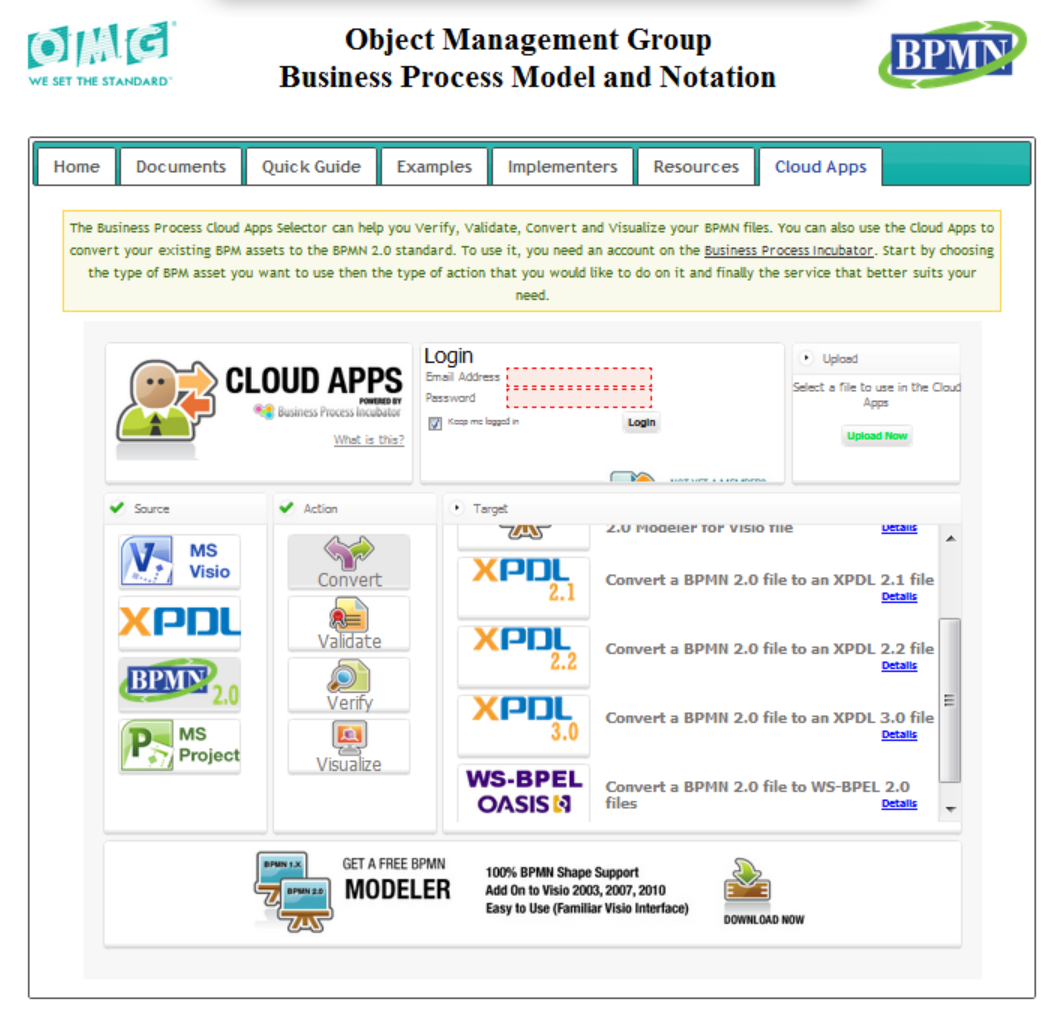 OMG
WE SET THE STANDARD
Object Management Group
Business Process Model and Notation
BPMN
Home
Documents
Quick Guide
Examples
Implementers
Resources
Cloud Apps
The Business Process Cloud Apps Selector can help you Verify, Validate, Convert and Visualize your BPMN files. You can also use the Cloud Apps to
convert your existing BPM assets to the BPMN 2.0 standard. To use it, you need an account on the Business Process Incubator. Start by choosing
the type of BPM asset you want to use then the type of action that you would like to do on it and finally the service that better suits your
need.
CLOUD APPS
POWERED BY
Business Process Incubator
What is this?
Login
Email Address
Password
Keep me logged in
Login
NOT YET A MEMBER?
Upload
Select a file to use in the Cloud
Apps
Upload Now
Source
MS
Visio
XPDL
BPMN 2.0
MS
Project
Action
Convert
Validate
Verify
Visualize
Target
2.0 Modeler for Visio file
Details
XPDL
2.1
Convert a BPMN 2.0 file to an XPDL 2.1 file
Details
XPDL
2.2
Convert a BPMN 2.0 file to an XPDL 2.2 file
Details
XPDL
3.0
Convert a BPMN 2.0 file to an XPDL 3.0 file
Details
WS-BPEL
OASIS
Convert a BPMN 2.0 file to WS-BPEL 2.0
files
Details
BPMN 1.X
BPMN 2.0
GET A FREE BPMN
MODELER
100% BPMN Shape Support
Add On to Visio 2003, 2007, 2010
Easy to Use (Familiar Visio Interface)
DOWNLOAD NOW